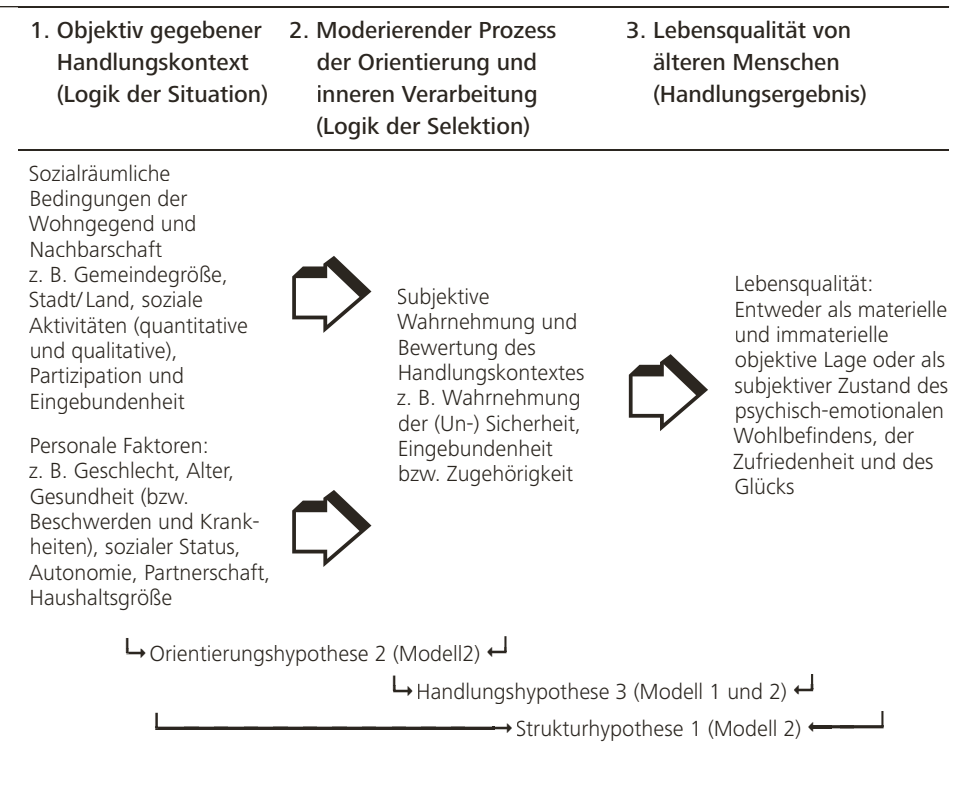 1. Objektiv gegebener
Handlungskontext
(Logik der Situation)
2. Moderierender Prozess
der Orientierung und
inneren Verarbeitung
(Logik der Selektion)
3. Lebensqualität von
älteren Menschen
(Handlungsergebnis)
Sozialräumliche
Bedingungen der
Wohngegend und
Nachbarschaft
z. B. Gemeindegröße,
Stadt/Land, soziale
Aktivitäten (quantitative
und qualitative),
Partizipation und
Eingebundenheit
Personale Faktoren:
z. B. Geschlecht, Alter,
Gesundheit (bzw.
Beschwerden und Krank-
heiten), sozialer Status,
Autonomie, Partnerschaft,
Haushaltsgröße
Subjektive
Wahrnehmung und
Bewertung des
Handlungskontextes
z. B. Wahrnehmung
der (Un-) Sicherheit,
Eingebundenheit
bzw. Zugehörigkeit
Lebensqualität:
Entweder als materielle
und immaterielle
objektive Lage oder als
subjektiver Zustand des
psychisch-emotionalen
Wohlbefindens, der
Zufriedenheit und des
Glücks
Orientierungshypothese 2 (Modell2)
Handlungshypothese 3 (Modell 1 und 2)
Strukturhypothese 1 (Modell 2)